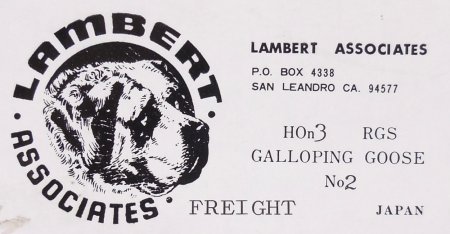 LAMBERT
ASSOCIATES
LAMBERT ASSOCIATES
P.O. BOX 4338
SAN LEANDRO CA. 94577
HOn3 RGS
GALLOPING GOOSE
No2
FREIGHT JAPAN